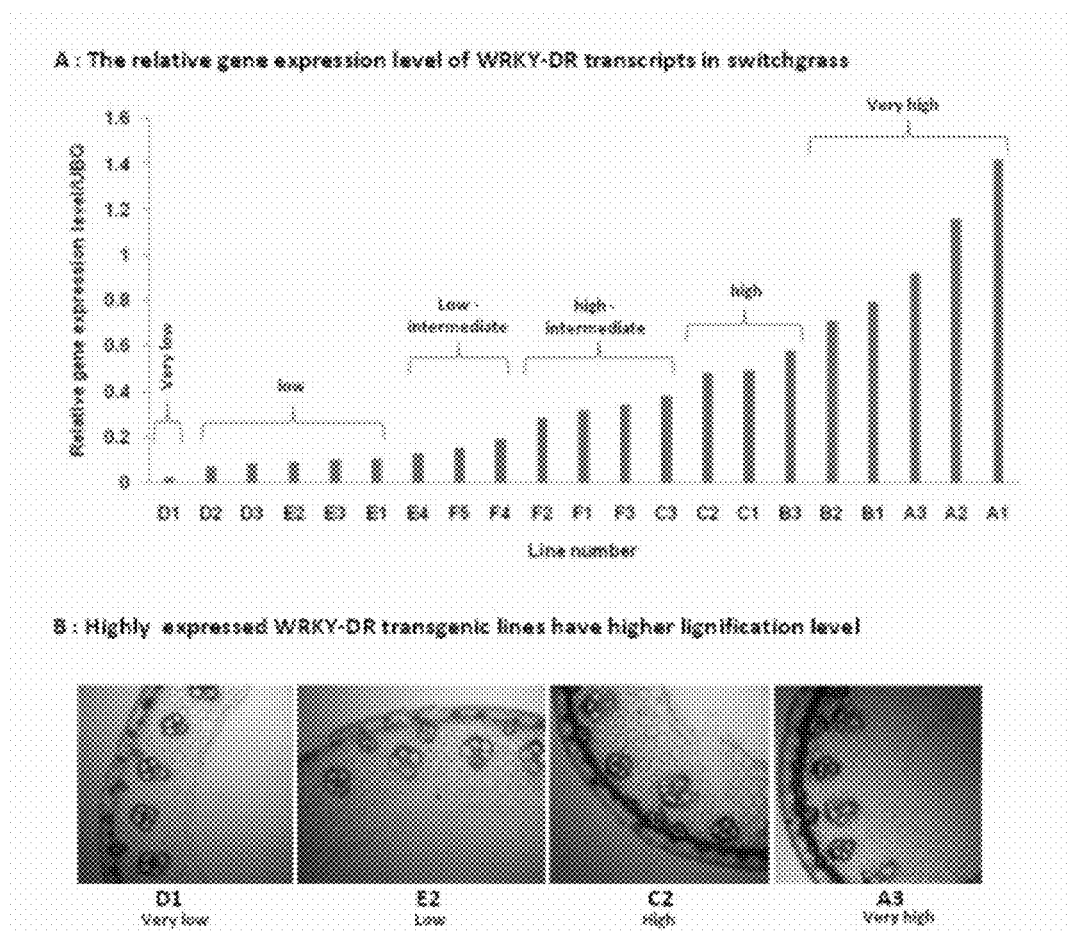 A : The relative gene expression level of WRKY-DR transcripts in switchgrass
Relative gene expression level/UBQ
1.6
1.4
1.2
1
0.8
0.6
0.4
0.2
0
Very low
low
Low -
intermediate
high -
intermediate
high
Very high
D1 D2 D3 E2 E3 E1 E4 F5 F4 F2 F1 F3 C3 C2 C1 B3 B2 B1 A3 A2 A1
Line number
B : Highly expressed WRKY-DR transgenic lines have higher lignification level
D1 E2 C2 A3
Very low Low High Very high